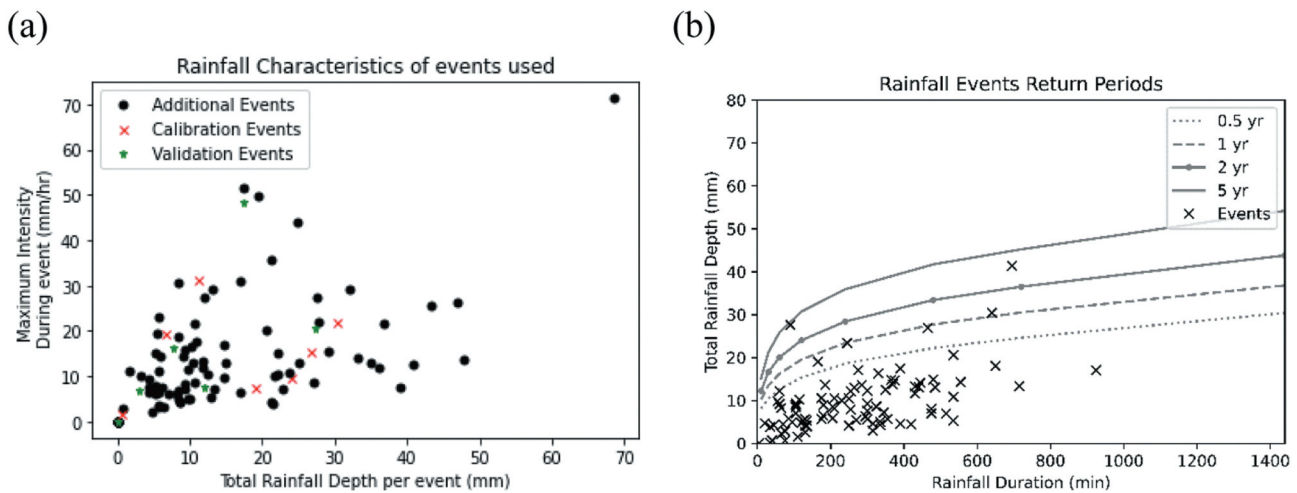 (a)
Rainfall Characteristics of events used
70
60
50
40
30
20
10
0
Maximum Intensity
During event (mm/hr)
Additional Events
Calibration Events
Validation Events
0 10 20 30 40 50 60 70
Total Rainfall Depth per event (mm)
(b)
Rainfall Events Return Periods
80
70
60
50
40
30
20
10
0
Total Rainfall Depth (mm)
0.5 yr
1 yr
2 yr
5 yr
Events
0 200 400 600 800 1000 1200 1400
Rainfall Duration (min)